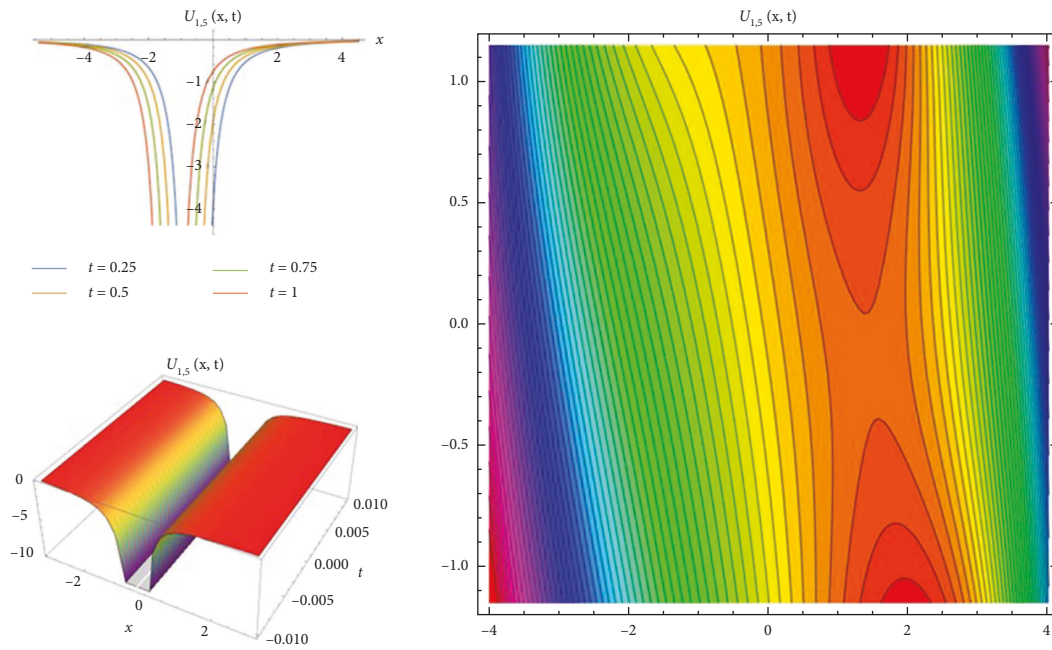 U1,5 (x, t)
x
−4
−2
2
4
−1
−2
−3
−4
t = 0.25
t = 0.75
t = 0.5
t = 1
U1,5 (x, t)
0
−5
−10
−2
0
2
x
0.010
0.005
0.000
t
−0.005
−0.010
U1,5 (x, t)
1.0
0.5
0.0
−0.5
−1.0
−4
−2
0
2
4